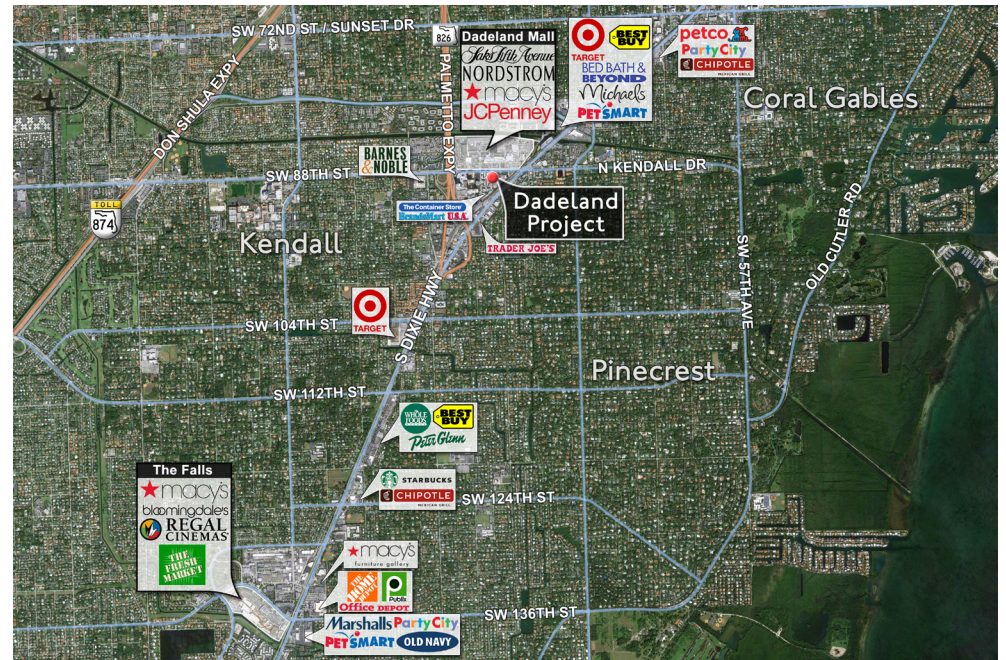 SW 72ND ST / SUNSET DR
826
Dadeland Mall
Saks Fifth Avenue
NORDSTROM
macy's
JCPenney
TARGET
BEST BUY
BED BATH & BEYOND
Michaels
PETSMART
petco
PartyCity
CHIPOTLE
MEXICAN GRILL
Coral Gables
DON SHULA EXPY
PALMETTO EXPY
BARNES & NOBLE
SW 88TH ST
N KENDALL DR
Dadeland
Project
The Container Store
BrandsMart U.S.A.
TRADER JOE'S
TOLL
874
Kendall
SW 57TH AVE
OLD CUTLER RD
TARGET
SW 104TH ST
S DIXIE HWY
Pinecrest
SW 112TH ST
WHOLE FOODS
BEST BUY
Peter Glenn
The Falls
macy's
bloomingdale's
REGAL
CINEMAS
THE FRESH MARKET
STARBUCKS
CHIPOTLE
MEXICAN GRILL
SW 124TH ST
macy's
furniture gallery
THE HOME DEPOT
Publix
Office DEPOT
SW 136TH ST
Marshalls PartyCity
PETSMART OLD NAVY